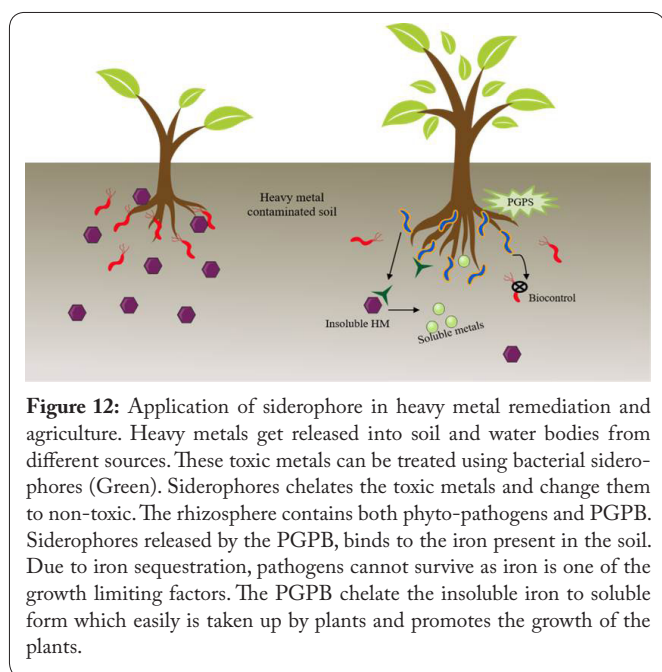 Heavy metal
contaminated soil
PGPS
Biocontrol
Insoluble HM
Soluble metals
Figure 12: Application of siderophore in heavy metal remediation and
agriculture. Heavy metals get released into soil and water bodies from
different sources. These toxic metals can be treated using bacterial sidero-
phores (Green). Siderophores chelates the toxic metals and change them
to non-toxic. The rhizosphere contains both phyto-pathogens and PGPB.
Siderophores released by the PGPB, binds to the iron present in the soil.
Due to iron sequestration, pathogens cannot survive as iron is one of the
growth limiting factors. The PGPB chelate the insoluble iron to soluble
form which easily is taken up by plants and promotes the growth of the
plants.